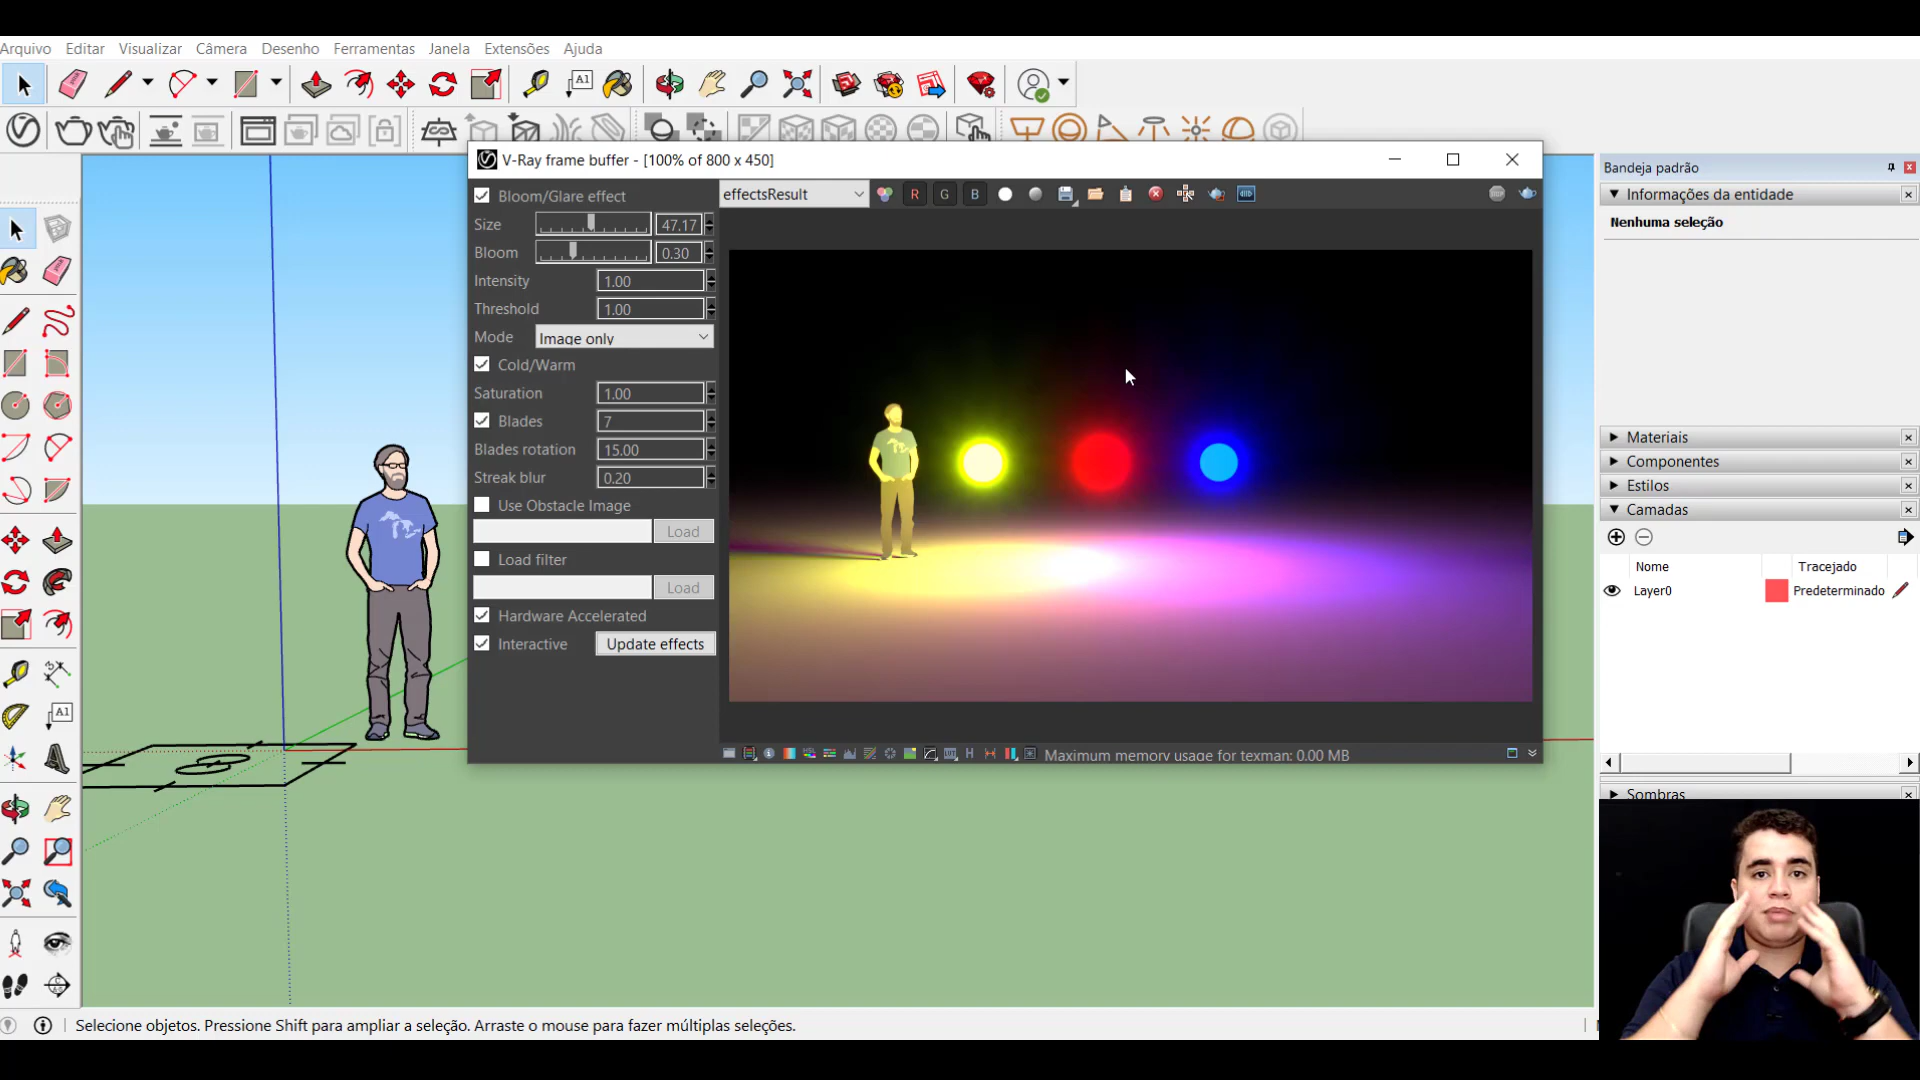 Arquivo Editar Visualizar Câmera Desenho Ferramentas Janela Extensões Ajuda
A1
V-Ray frame buffer - [100% of 800 x 450]
Bloom/Glare effect
effectsResult
R G B
Size 47.17
Bloom 0.30
Intensity 1.00
Threshold 1.00
Mode Image only
Cold/Warm
Saturation 1.00
Blades 7
Blades rotation 15.00
Streak blur 0.20
Use Obstacle Image
Load
Load filter
Load
Hardware Accelerated
Interactive Update effects
H
Maximum memory usage for texman: 0.00 MB
Bandeja padrão
Informações da entidade
Nenhuma seleção
Materiais
Componentes
Estilos
Camadas
Nome Tracejado
Layer0 Predeterminado
Sombras
A1
Selecione objetos. Pressione Shift para ampliar a seleção. Arraste o mouse para fazer múltiplas seleções.